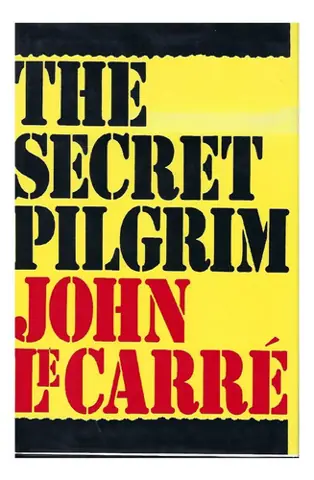 THE
SECRET
PILGRIM
JOHN
LE CARRÉ